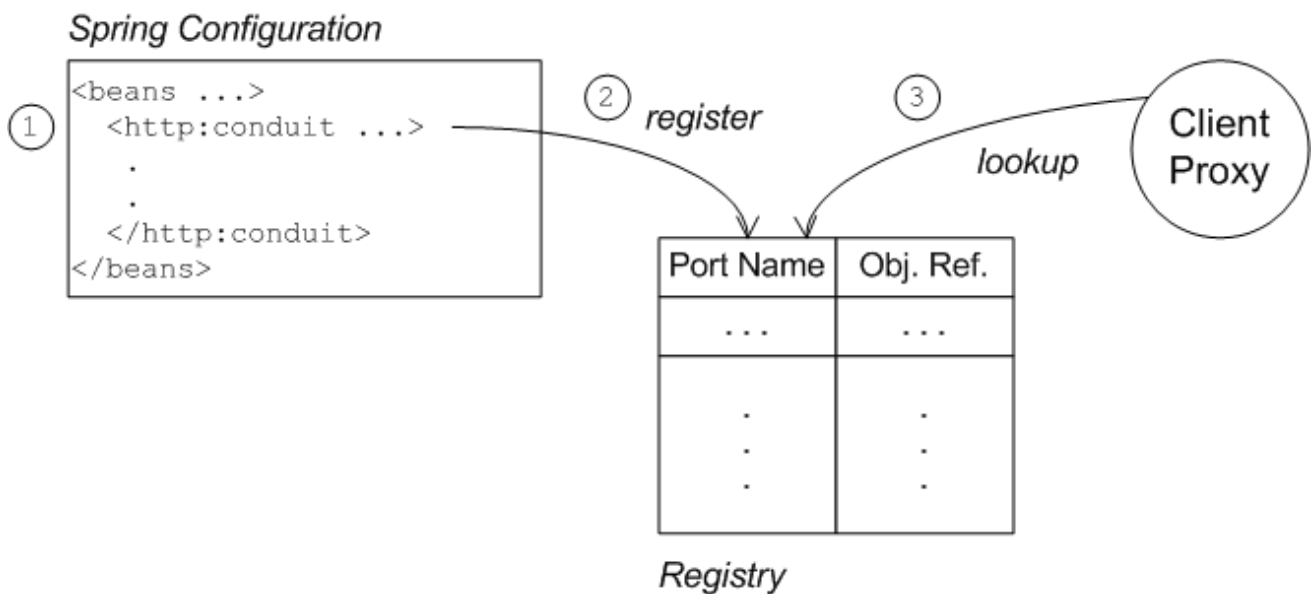 Spring Configuration
1
<beans ...>
<http:conduit ...>
.
.
</http:conduit>
</beans>
2
register
3
lookup
Client
Proxy
Port Name Obj. Ref.
... ...
. .
. .
. .
Registry